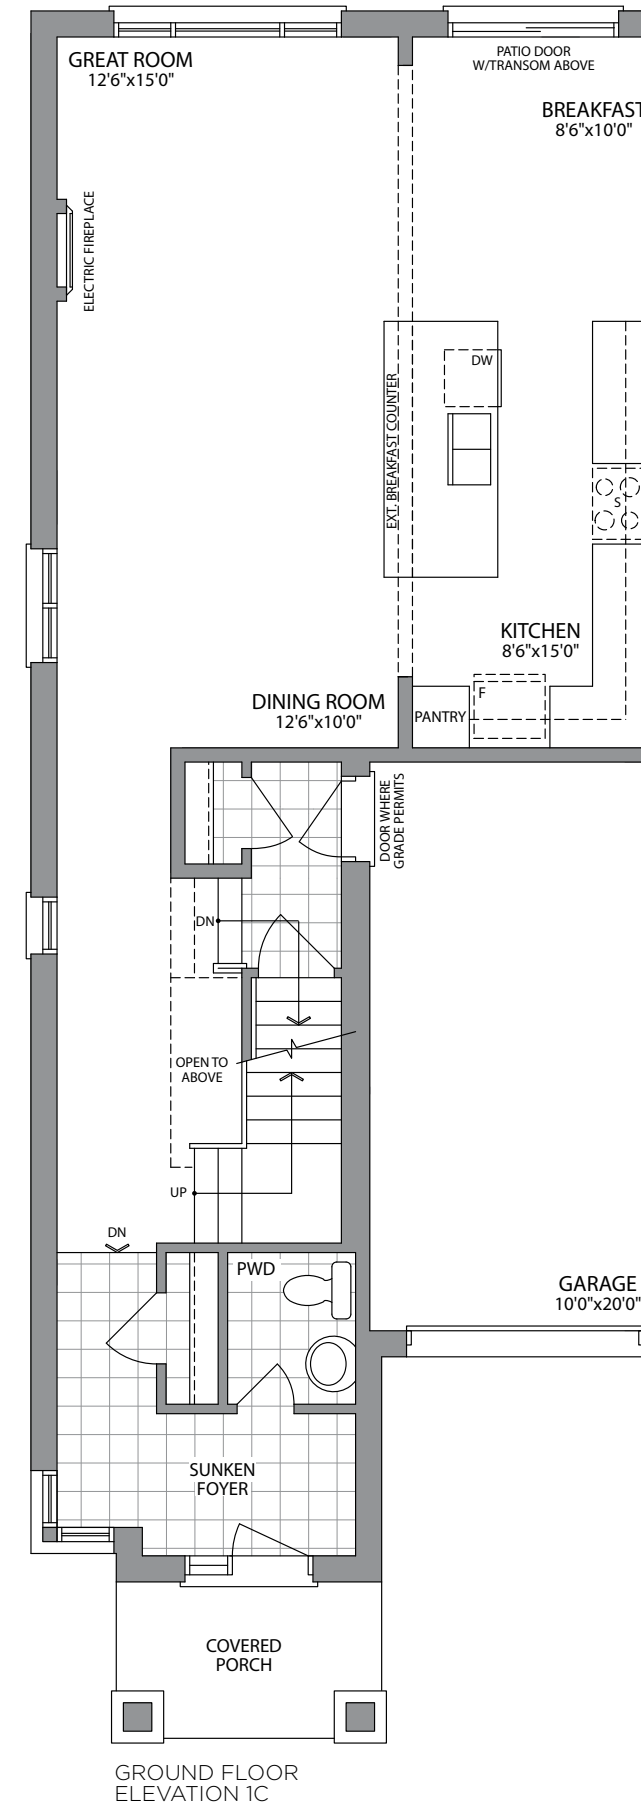 GREAT ROOM
12'6"x15'0"
PATIO DOOR
W/TRANSOM ABOVE
BREAKFAST
8'6"x10'0"
ELECTRIC FIREPLACE
DW
EXT. BREAKFAST COUNTER
S
KITCHEN
8'6"x15'0"
F
DINING ROOM
12'6"x10'0"
PANTRY
DOOR WHERE
GRADE PERMITS
DN
OPEN TO
ABOVE
UP
DN
PWD
GARAGE
10'0"x20'0"
SUNKEN
FOYER
COVERED
PORCH
GROUND FLOOR
ELEVATION 1C